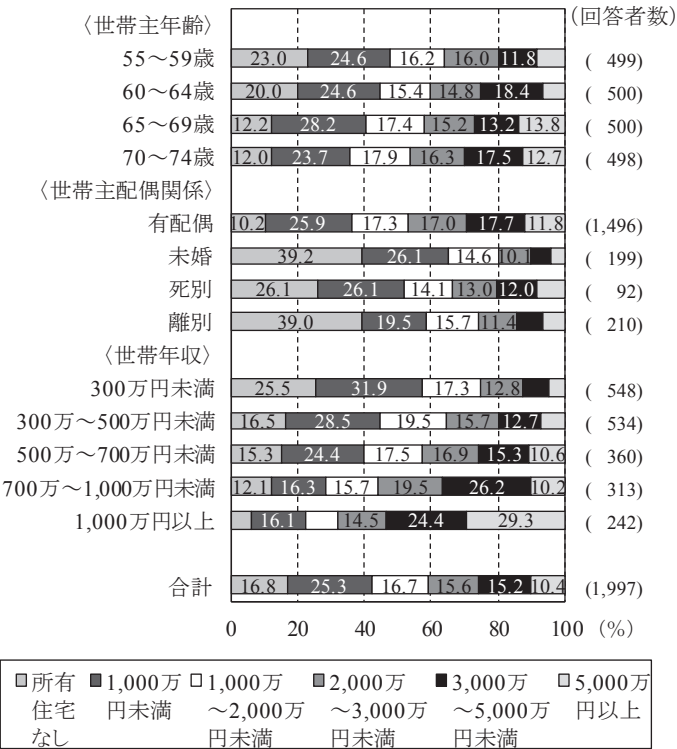 （回答者数）
〈世帯主年齢〉
55～59歳 23.0 24.6 16.2 16.0 11.8 ( 499)
60～64歳 20.0 24.6 15.4 14.8 18.4 ( 500)
65～69歳 12.2 28.2 17.4 15.2 13.2 13.8 ( 500)
70～74歳 12.0 23.7 17.9 16.3 17.5 12.7 ( 498)
〈世帯主配偶関係〉
有配偶 10.2 25.9 17.3 17.0 17.7 11.8 (1,496)
未婚 39.2 26.1 14.6 10.1 ( 199)
死別 26.1 26.1 14.1 13.0 12.0 ( 92)
離別 39.0 19.5 15.7 11.4 ( 210)
〈世帯年収〉
300万円未満 25.5 31.9 17.3 12.8 ( 548)
300万～500万円未満 16.5 28.5 19.5 15.7 12.7 ( 534)
500万～700万円未満 15.3 24.4 17.5 16.9 15.3 10.6 ( 360)
700万～1,000万円未満 12.1 16.3 15.7 19.5 26.2 10.2 ( 313)
1,000万円以上 16.1 14.5 24.4 29.3 ( 242)
合計 16.8 25.3 16.7 15.6 15.2 10.4 (1,997)
0 20 40 60 80 100 (%)
所有 1,000万 1,000万 2,000万 3,000万 5,000万
住宅 円未満 ～2,000万 ～3,000万 ～5,000万 円以上
なし 円未満 円未満 円未満